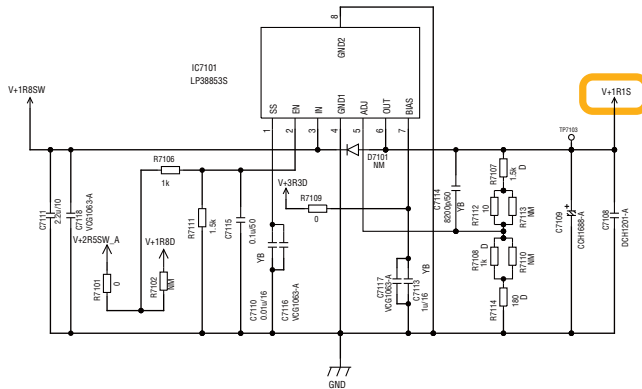 8
GND2
IC7101
LP38853S
SS
EN
IN
GND1
ADJ
OUT
BIAS
1
2
3
4
5
6
7
V+1R8SW
V+1R1S
TP7103
D7101
NM
R7106
1k
V+3R3D
R7109
0
C7114
8200p/50
YB
R7107
1.5k
D
R7112
10
R7113
NM
C7111
2.2u/10
C7118
VCG1063-A
R7111
1.5k
C7115
0.1u/50
YB
V+2R5SW_A
V+1R8D
R7101
0
R7102
NM
C7110
0.01u/16
C7116
VCG1063-A
C7117
VCG1063-A
C7113
1u/16
YB
R7108
1k
D
R7110
NM
R7114
180
D
C7109
CCH1688-A
C7108
DCH1201-A
GND